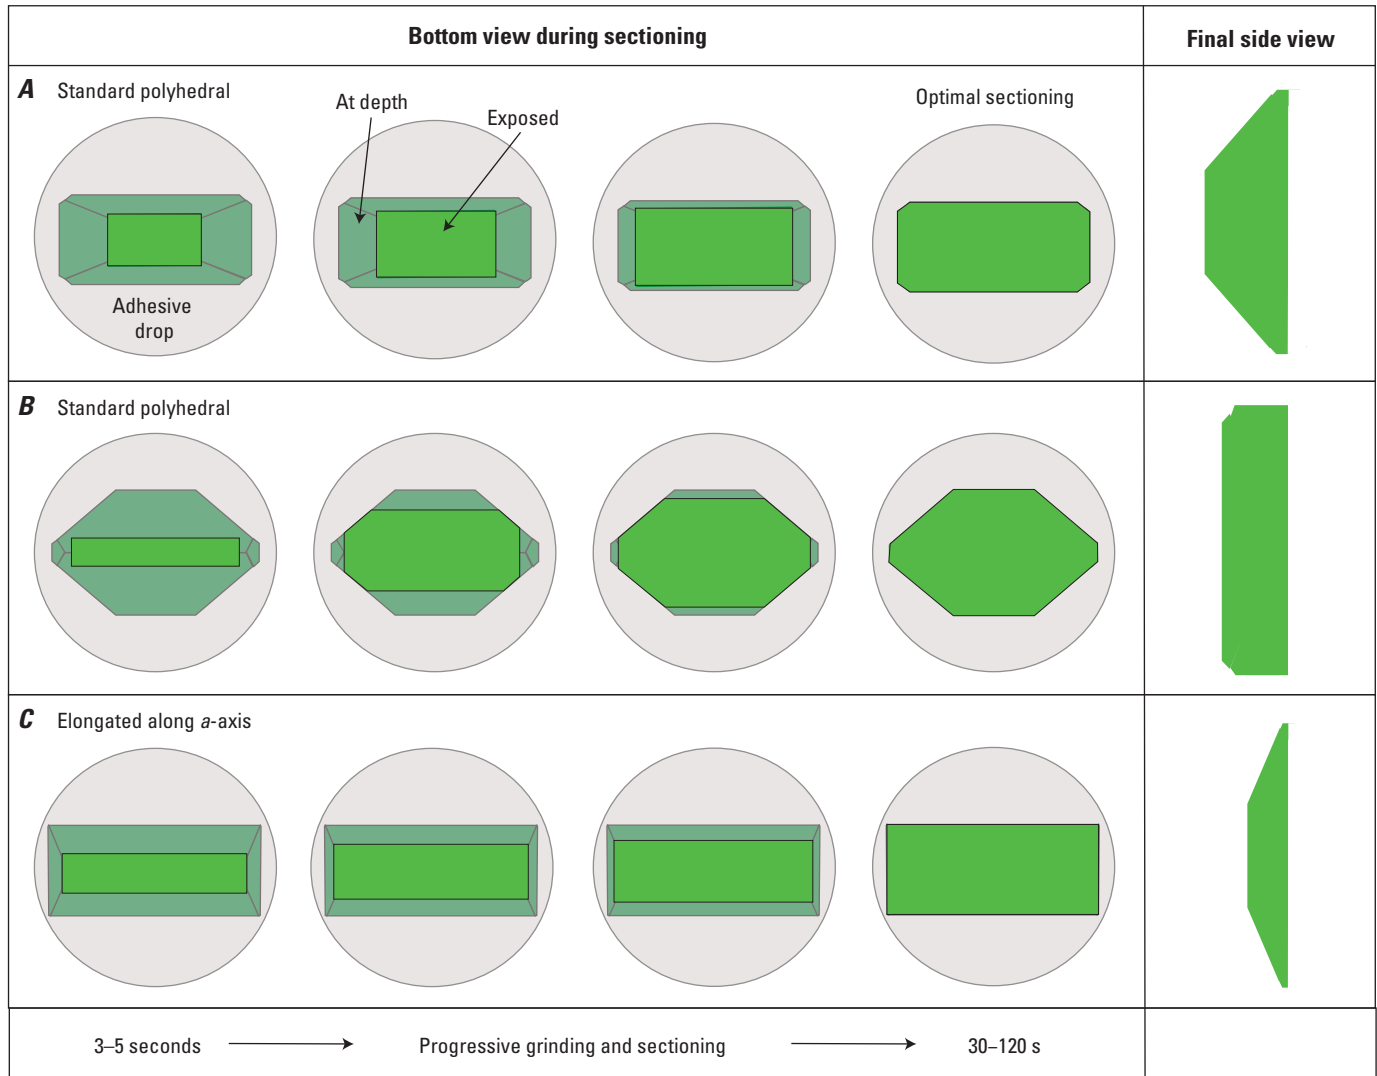 Bottom view during sectioning
Final side view
A Standard polyhedral
At depth
Exposed
Optimal sectioning
Adhesive
drop
B Standard polyhedral
C Elongated along a-axis
3–5 seconds
Progressive grinding and sectioning
30–120 s